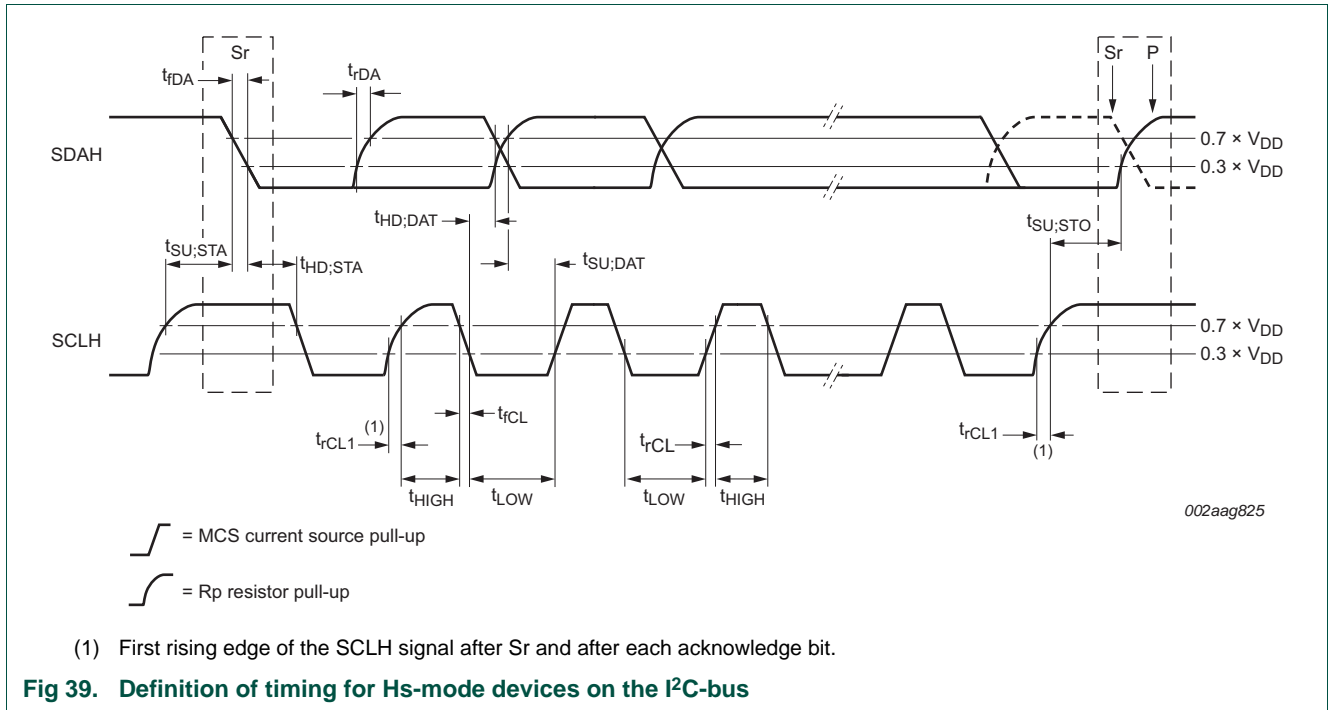 Sr
Sr P
tfDA
trDA
SDAH
0.7 × VDD
0.3 × VDD
tHD;DAT
tSU;STO
tSU;STA
tHD;STA
tSU;DAT
SCLH
0.7 × VDD
0.3 × VDD
tfCL
(1)
trCL1
trCL
trCL1
(1)
tHIGH
tLOW
tLOW
tHIGH
002aag825
= MCS current source pull-up
= Rp resistor pull-up
(1) First rising edge of the SCLH signal after Sr and after each acknowledge bit.
Fig 39. Definition of timing for Hs-mode devices on the I²C-bus